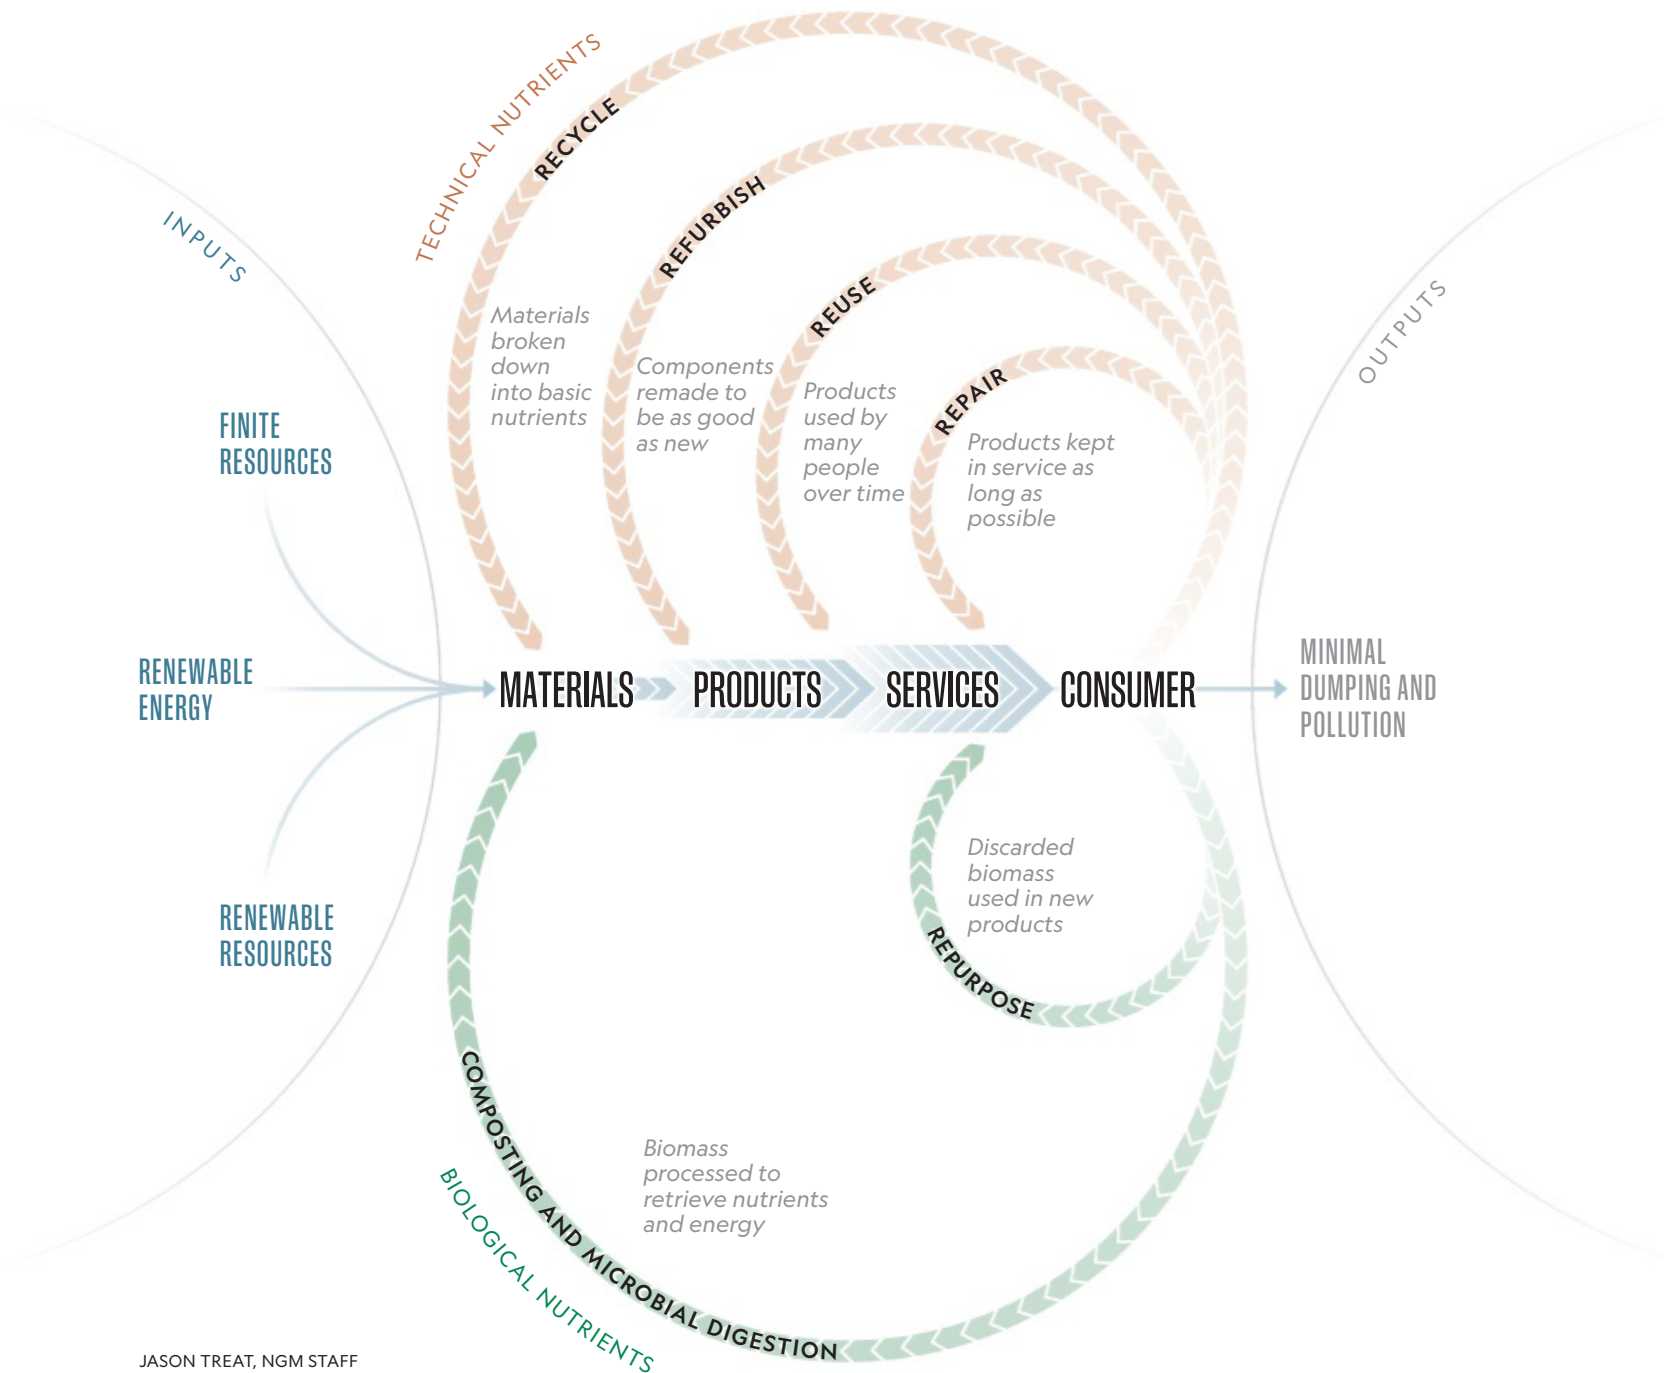 TECHNICAL NUTRIENTS
RECYCLE
REFURBISH
REUSE
REPAIR
INPUTS
OUTPUTS
Materials
broken
down
into basic
nutrients
Components
remade to
be as good
as new
Products
used by
many
people
over time
Products kept
in service as
long as
possible
FINITE
RESOURCES
RENEWABLE
ENERGY
RENEWABLE
RESOURCES
MATERIALS
PRODUCTS
SERVICES
CONSUMER
MINIMAL
DUMPING AND
POLLUTION
Discarded
biomass
used in new
products
REPURPOSE
COMPOSTING AND MICROBIAL DIGESTION
Biomass
processed to
retrieve nutrients
and energy
BIOLOGICAL NUTRIENTS
JASON TREAT, NGM STAFF